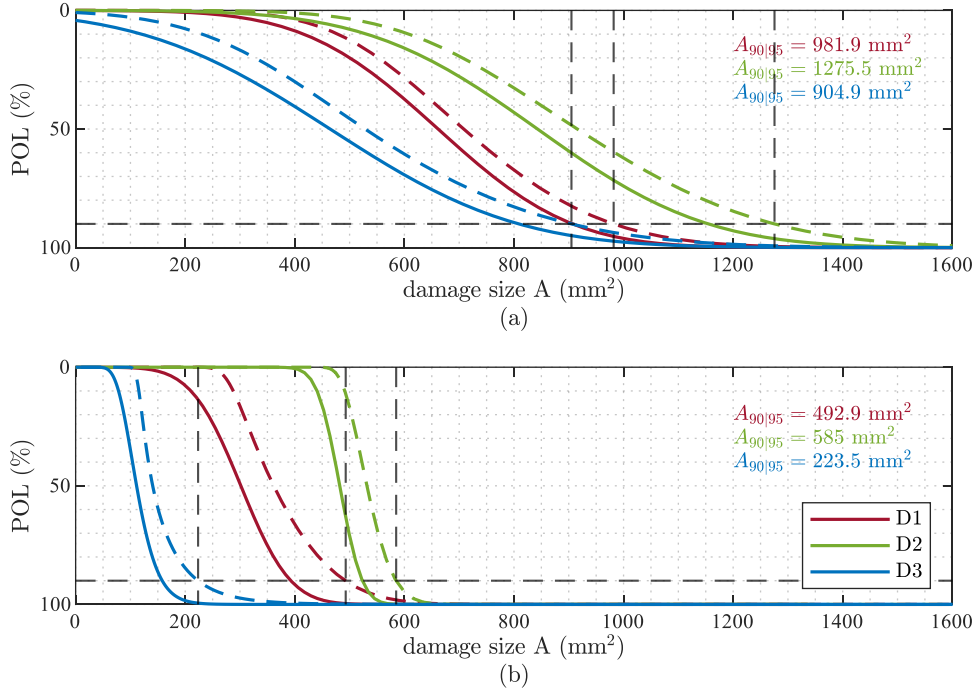 0
50
100
POL (%)
A90|95 = 981.9 mm²
A90|95 = 1275.5 mm²
A90|95 = 904.9 mm²
0 200 400 600 800 1000 1200 1400 1600
damage size A (mm²)
(a)
0
50
100
POL (%)
A90|95 = 492.9 mm²
A90|95 = 585 mm²
A90|95 = 223.5 mm²
D1
D2
D3
0 200 400 600 800 1000 1200 1400 1600
damage size A (mm²)
(b)